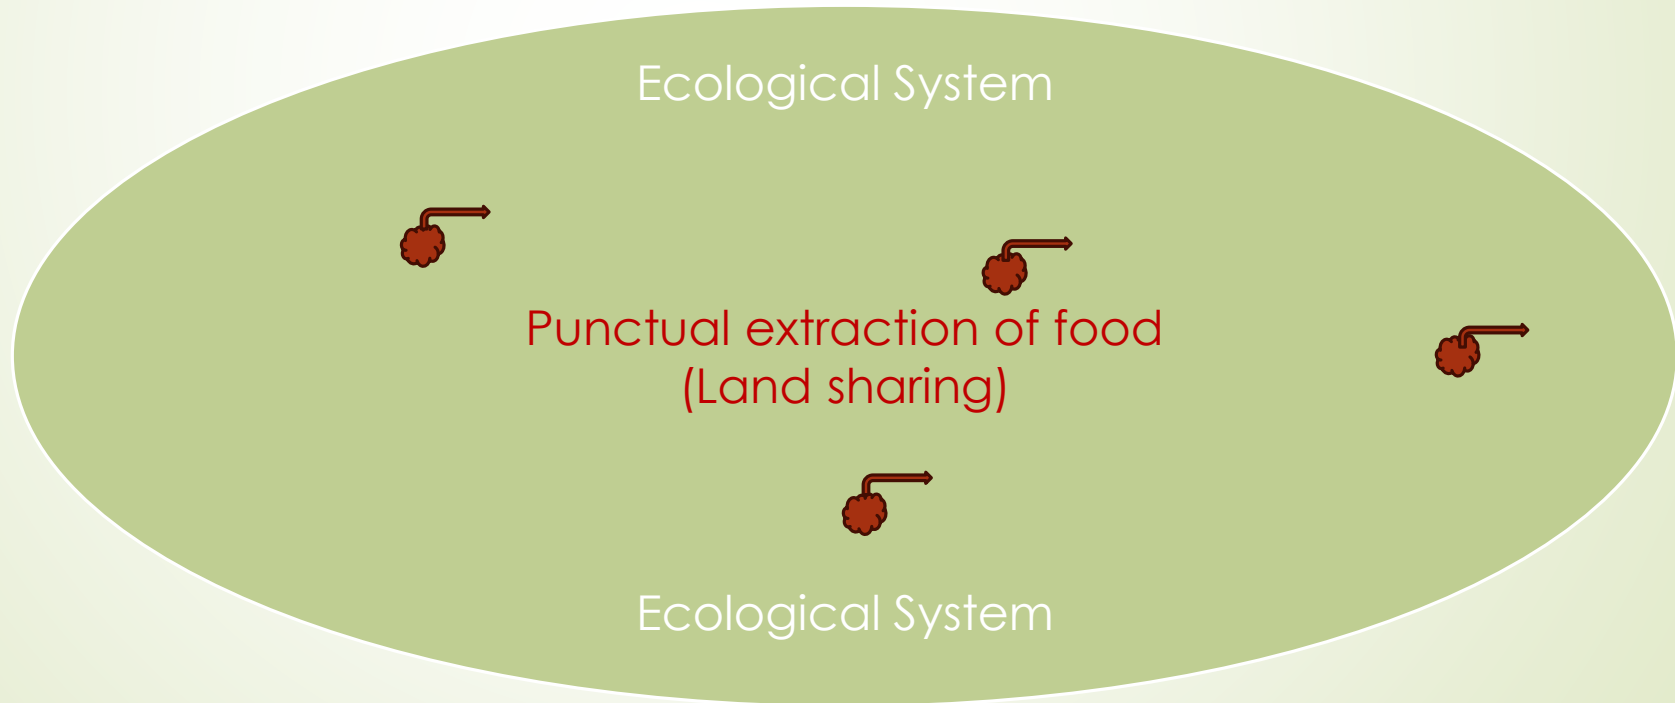 Ecological System
Punctual extraction of food
(Land sharing)
Ecological System